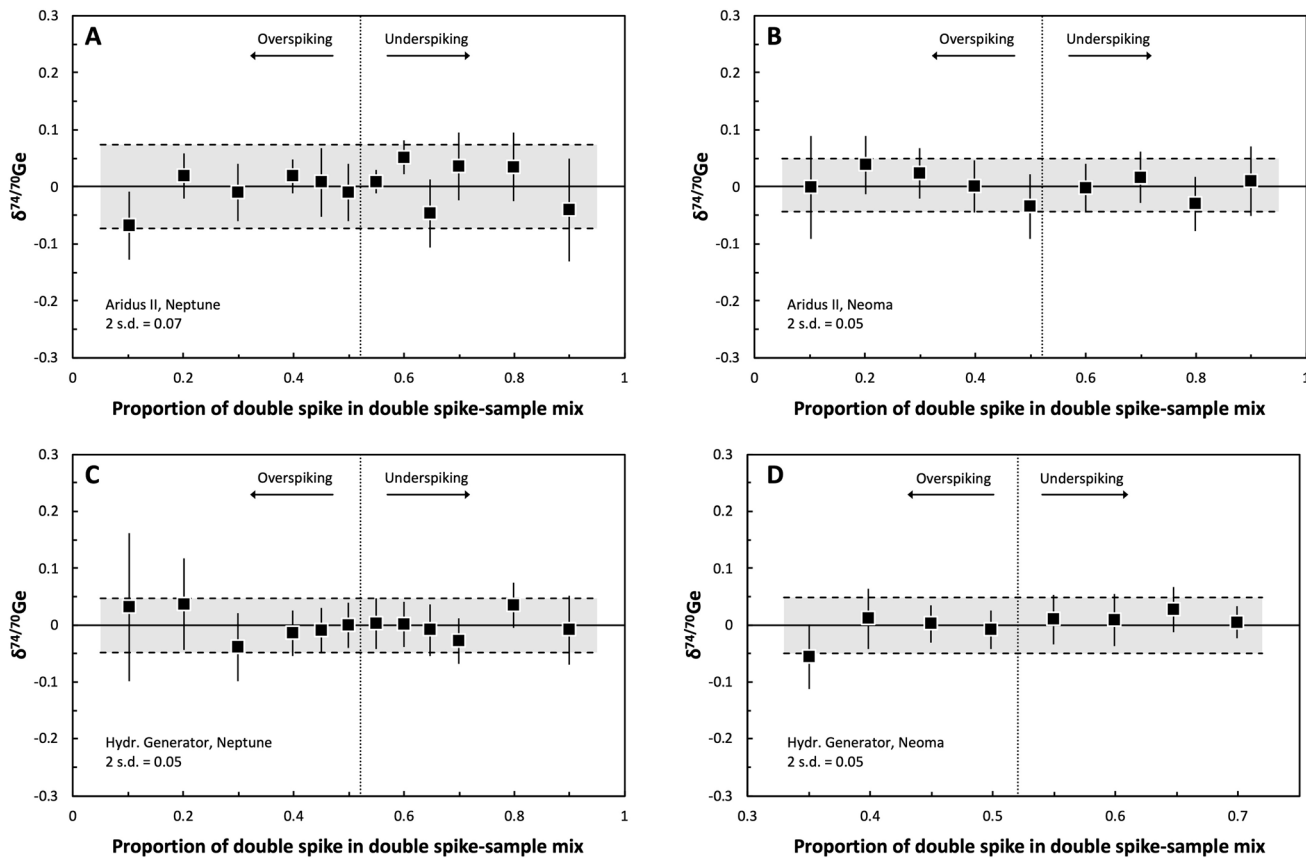 A
Overspiking
Underspiking
0.3
0.2
0.1
0
-0.1
-0.2
-0.3
δ74/70Ge
Aridus II, Neptune
2 s.d. = 0.07
0 0.2 0.4 0.6 0.8 1
Proportion of double spike in double spike-sample mix
B
Overspiking
Underspiking
0.3
0.2
0.1
0
-0.1
-0.2
-0.3
δ74/70Ge
Aridus II, Neoma
2 s.d. = 0.05
0 0.2 0.4 0.6 0.8 1
Proportion of double spike in double spike-sample mix
C
Overspiking
Underspiking
0.3
0.2
0.1
0
-0.1
-0.2
-0.3
δ74/70Ge
Hydr. Generator, Neptune
2 s.d. = 0.05
0 0.2 0.4 0.6 0.8 1
Proportion of double spike in double spike-sample mix
D
Overspiking
Underspiking
0.3
0.2
0.1
0
-0.1
-0.2
-0.3
δ74/70Ge
Hydr. Generator, Neoma
2 s.d. = 0.05
0.3 0.4 0.5 0.6 0.7
Proportion of double spike in double spike-sample mix